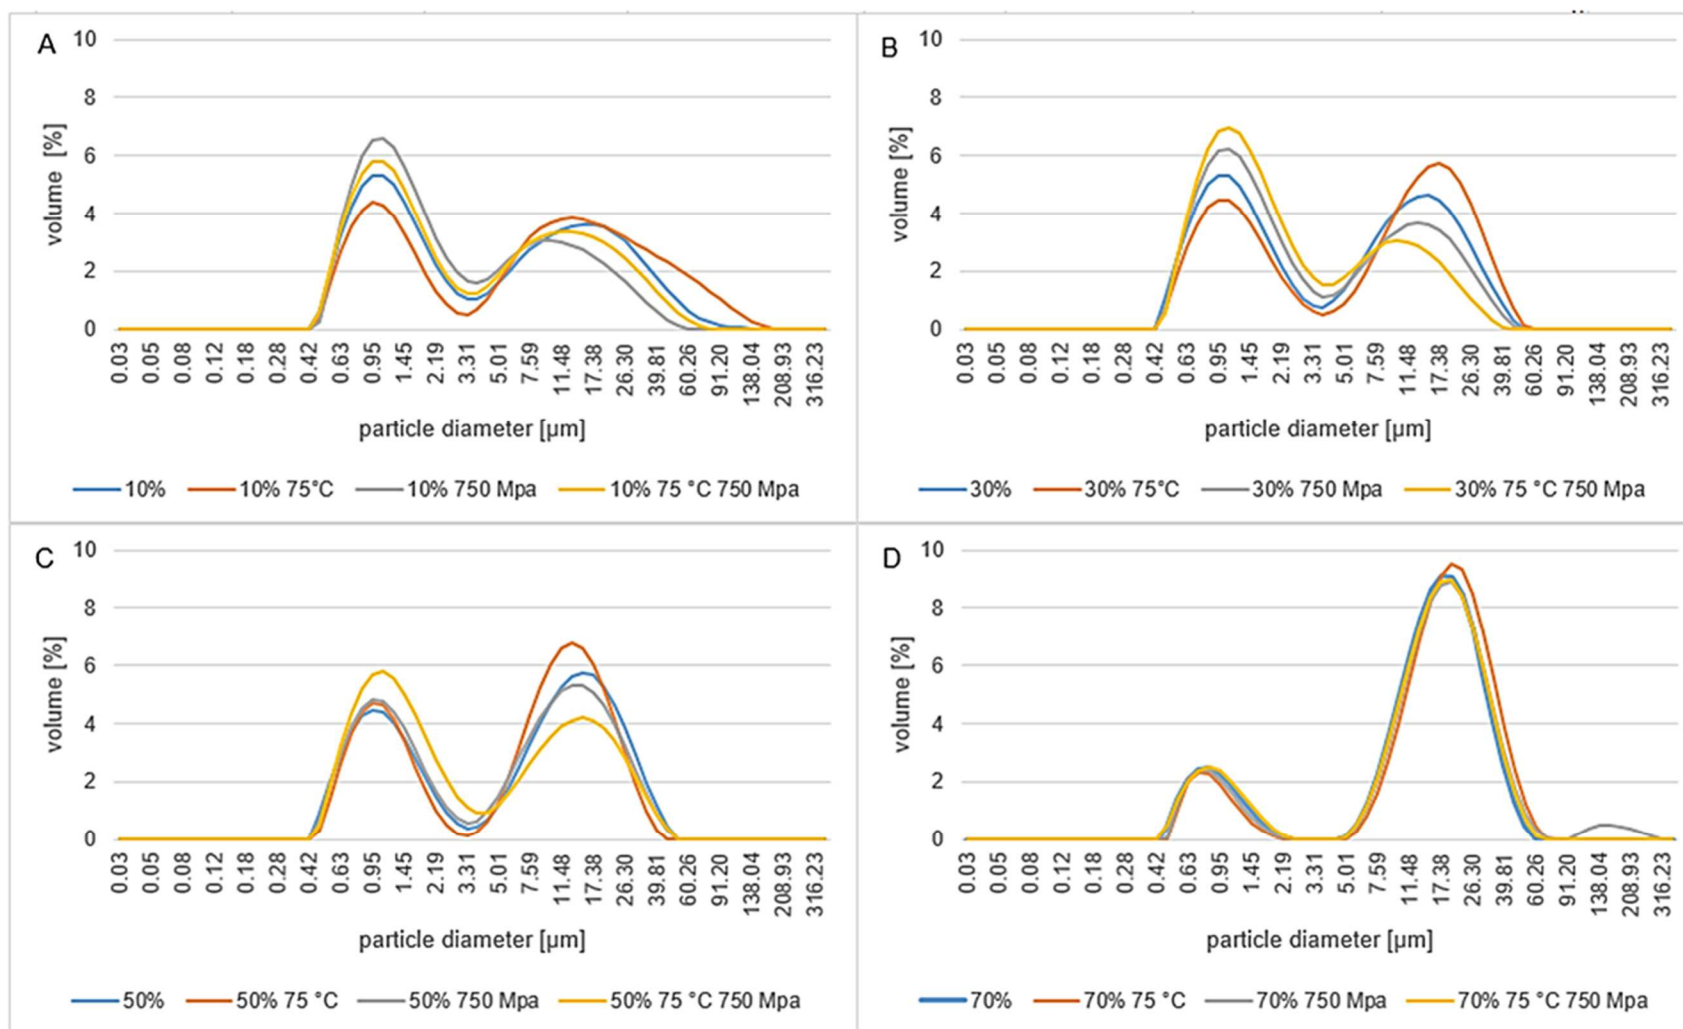 A
10
8
6
4
2
0
volume [%]
0.03 0.05 0.08 0.12 0.18 0.28 0.42 0.63 0.95 1.45 2.19 3.31 5.01 7.59 11.48 17.38 26.30 39.81 60.26 91.20 138.04 208.93 316.23
particle diameter [µm]
10% 10% 75°C 10% 750 Mpa 10% 75 °C 750 Mpa
B
10
8
6
4
2
0
volume [%]
0.03 0.05 0.08 0.12 0.18 0.28 0.42 0.63 0.95 1.45 2.19 3.31 5.01 7.59 11.48 17.38 26.30 39.81 60.26 91.20 138.04 208.93 316.23
particle diameter [µm]
30% 30% 75°C 30% 750 Mpa 30% 75 °C 750 Mpa
C
10
8
6
4
2
0
volume [%]
0.03 0.05 0.08 0.12 0.18 0.28 0.42 0.63 0.95 1.45 2.19 3.31 5.01 7.59 11.48 17.38 26.30 39.81 60.26 91.20 138.04 208.93 316.23
particle diameter [µm]
50% 50% 75 °C 50% 750 Mpa 50% 75 °C 750 Mpa
D
10
8
6
4
2
0
volume [%]
0.03 0.05 0.08 0.12 0.18 0.28 0.42 0.63 0.95 1.45 2.19 3.31 5.01 7.59 11.48 17.38 26.30 39.81 60.26 91.20 138.04 208.93 316.23
particle diameter [µm]
70% 70% 75 °C 70% 750 Mpa 70% 75 °C 750 Mpa